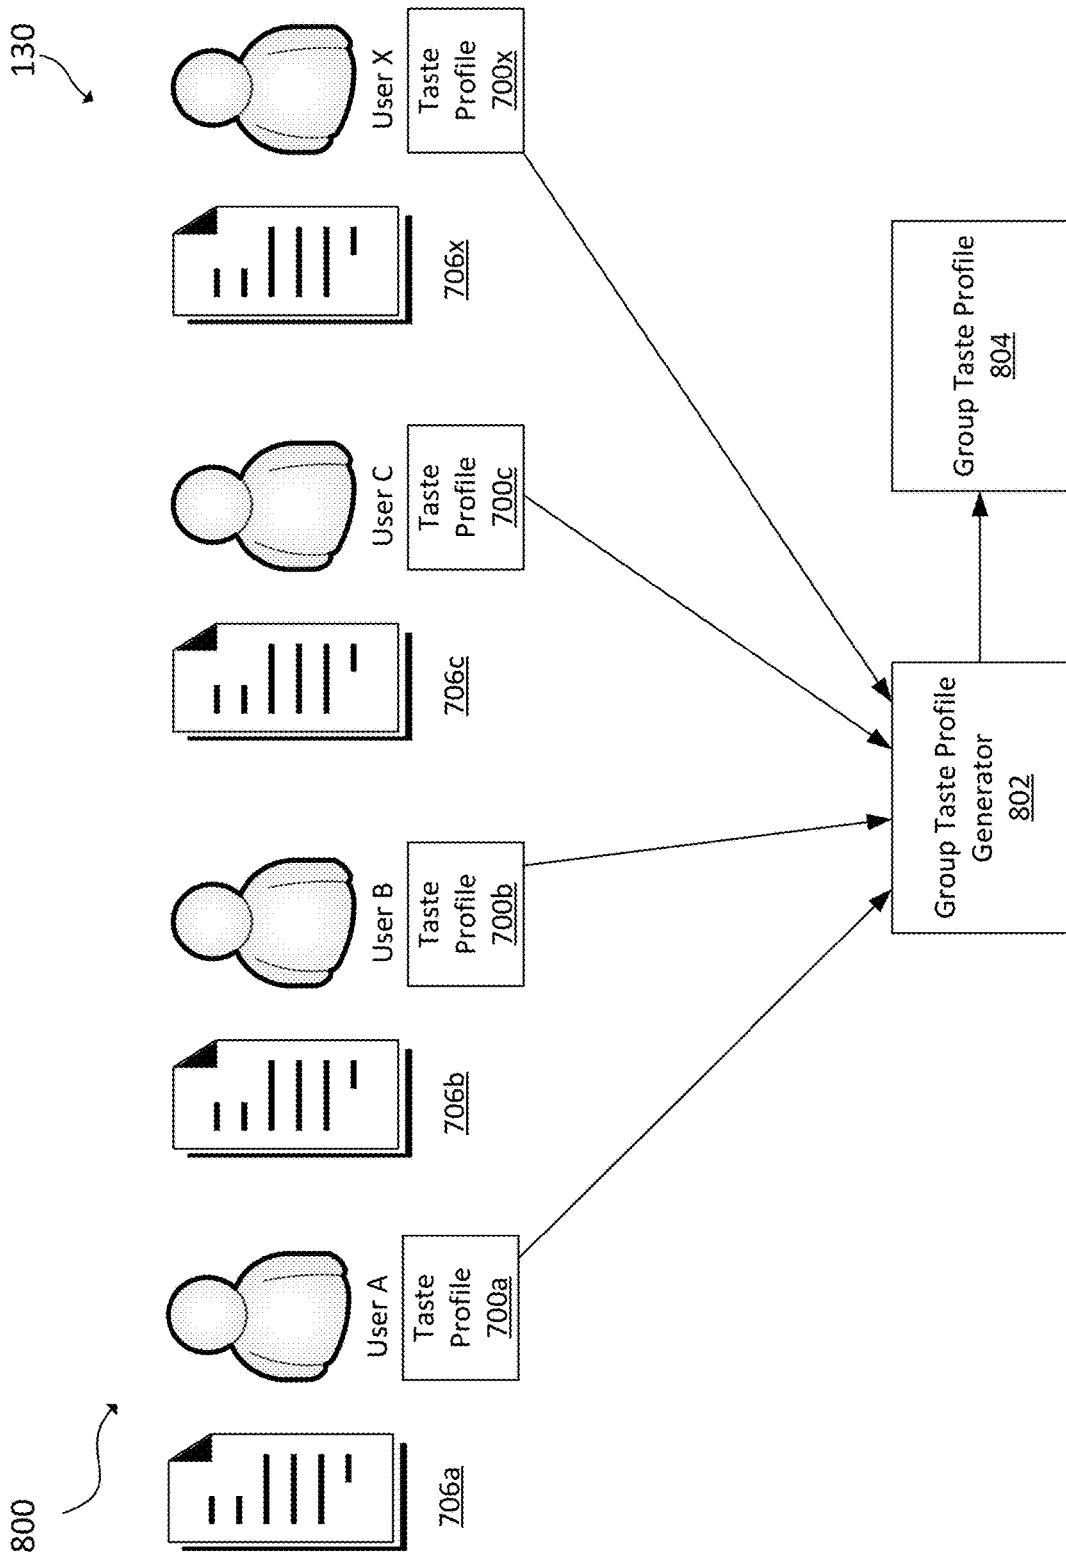 800
130
706a
User A
Taste
Profile
700a
706b
User B
Taste
Profile
700b
706c
User C
Taste
Profile
700c
706x
User X
Taste
Profile
700x
Group Taste Profile
Generator
802
Group Taste Profile
804